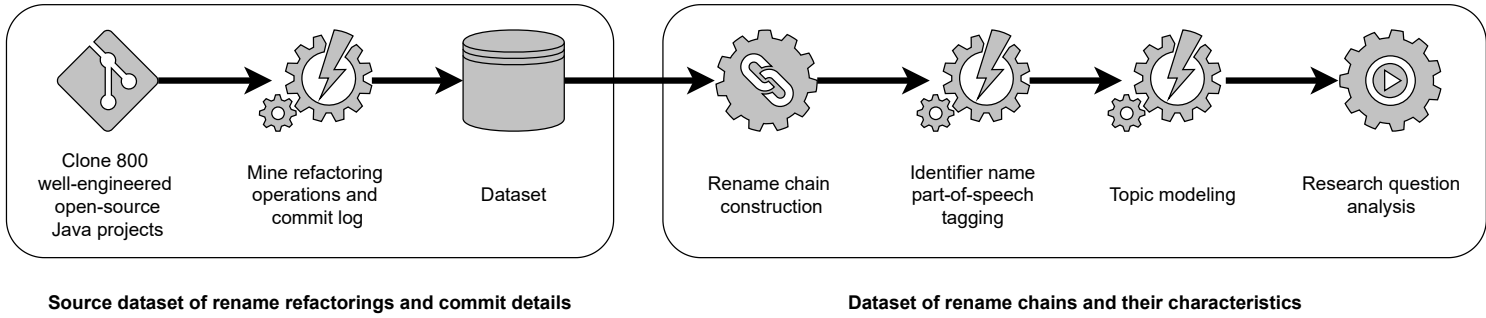 Clone 800
well-engineered
open-source
Java projects
Mine refactoring
operations and
commit log
Dataset
Rename chain
construction
Identifier name
part-of-speech
tagging
Topic modeling
Research question
analysis
Source dataset of rename refactorings and commit details
Dataset of rename chains and their characteristics